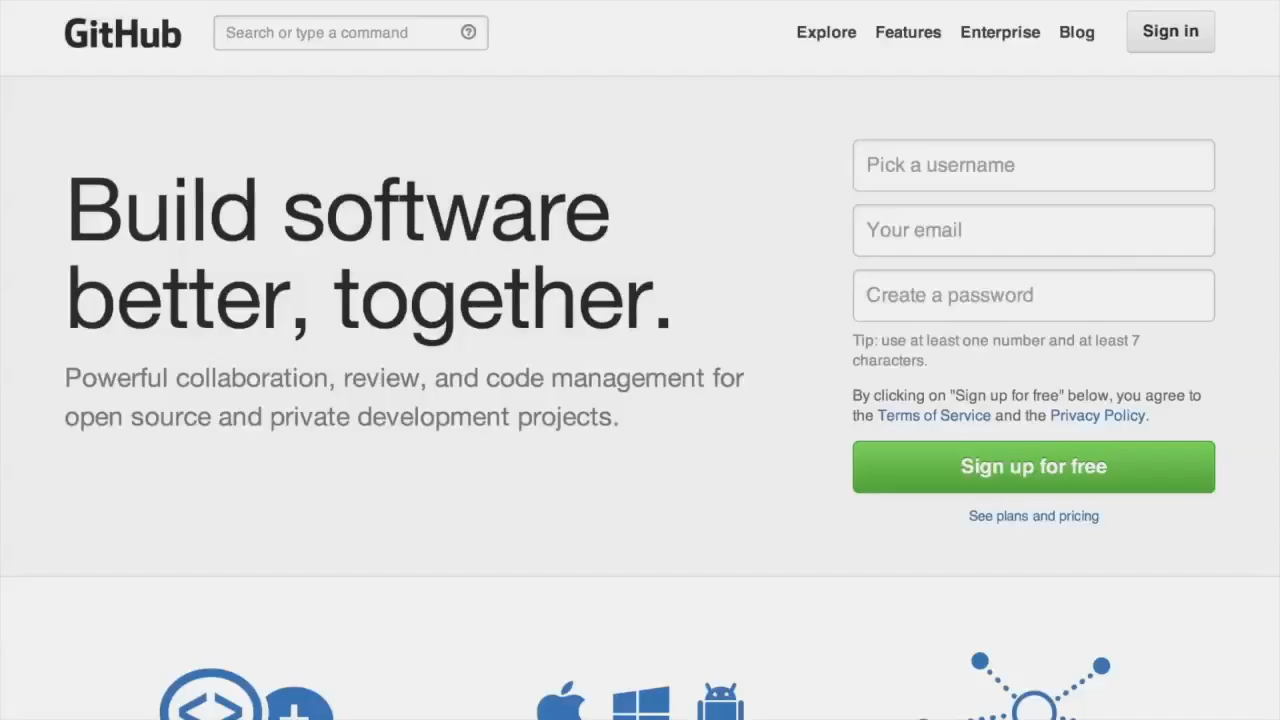 GitHub
Search or type a command
Explore Features Enterprise Blog Sign in
Build software
better, together.
Powerful collaboration, review, and code management for
open source and private development projects.
Pick a username
Your email
Create a password
Tip: use at least one number and at least 7
characters.
By clicking on "Sign up for free" below, you agree to
the Terms of Service and the Privacy Policy.
Sign up for free
See plans and pricing